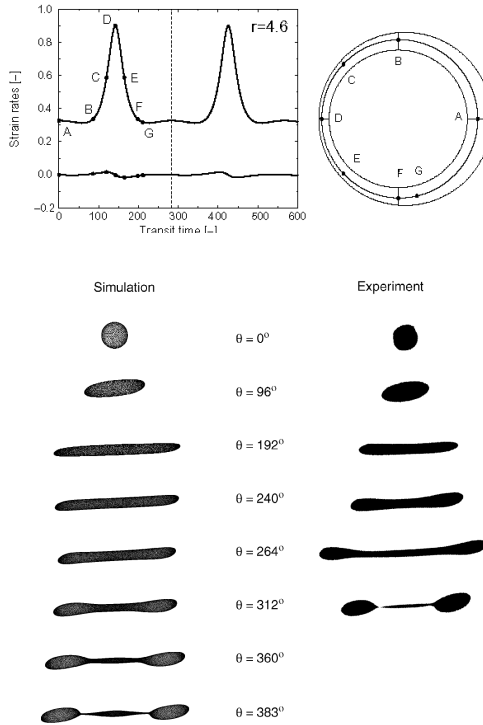 r=4.6
Strain rates [–]
1.0
0.8
0.6
0.4
0.2
0.0
−0.2
A
B
C
D
E
F
G
0
100
200
300
400
500
600
Transit time [–]
A
B
C
D
E
F
G
Simulation
Experiment
θ = 0°
θ = 96°
θ = 192°
θ = 240°
θ = 264°
θ = 312°
θ = 360°
θ = 383°